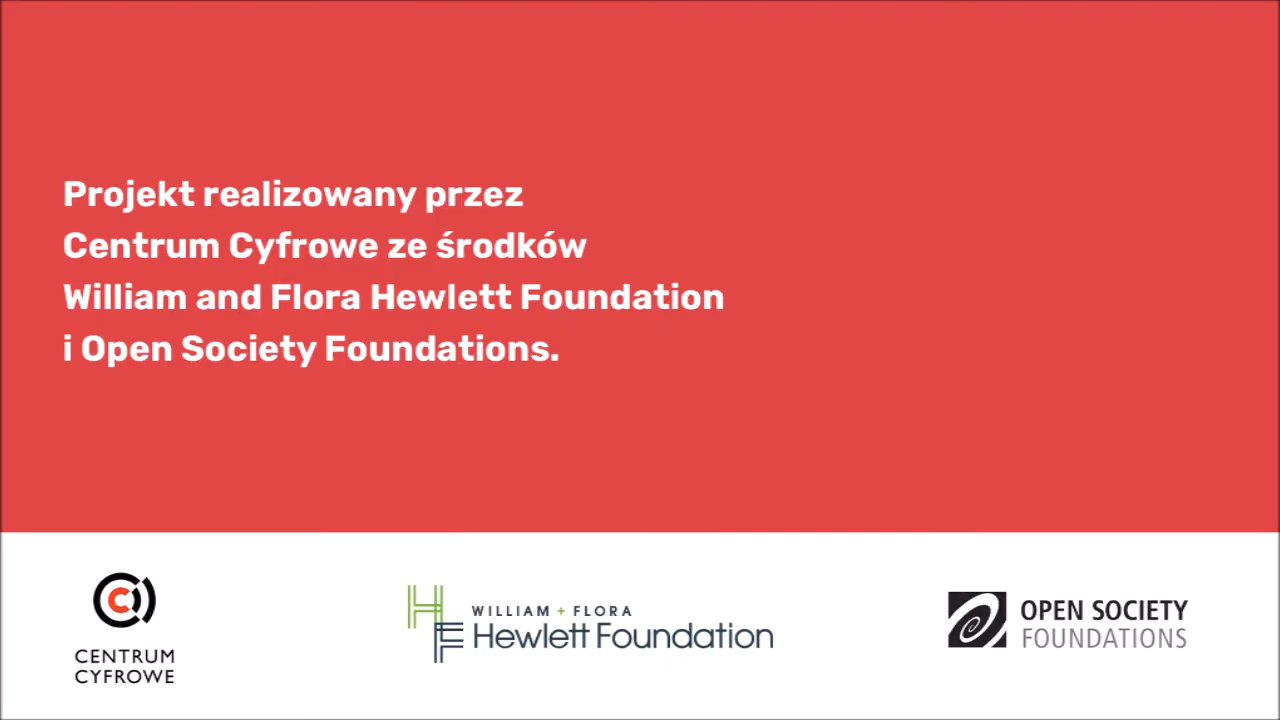 Projekt realizowany przez
Centrum Cyfrowe ze środków
William and Flora Hewlett Foundation
i Open Society Foundations.
CENTRUM
CYFROWE
WILLIAM + FLORA
Hewlett Foundation
OPEN SOCIETY
FOUNDATIONS